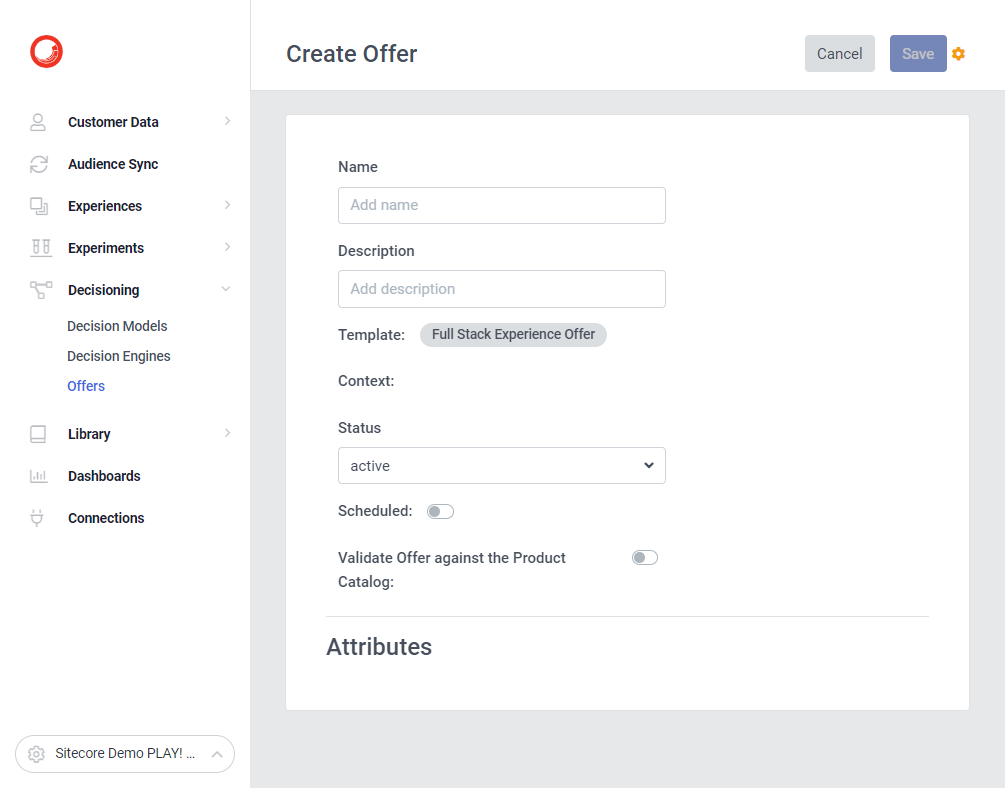 Create Offer
Cancel
Save
Customer Data
Audience Sync
Experiences
Experiments
Decisioning
Decision Models
Decision Engines
Offers
Library
Dashboards
Connections
Sitecore Demo PLAY! ...
Name
Add name
Description
Add description
Template: Full Stack Experience Offer
Context:
Status
active
Scheduled:
Validate Offer against the Product
Catalog:
Attributes